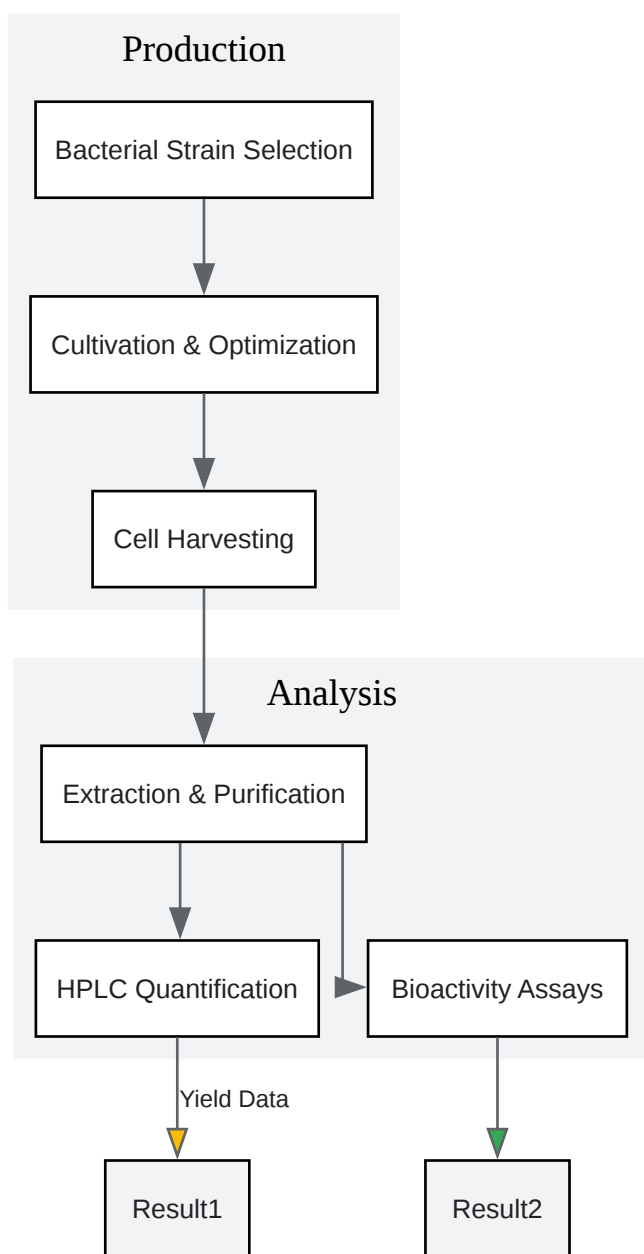 Production
Bacterial Strain Selection
Cultivation & Optimization
Cell Harvesting
Analysis
Extraction & Purification
HPLC Quantification
Bioactivity Assays
Yield Data
Result1
Result2